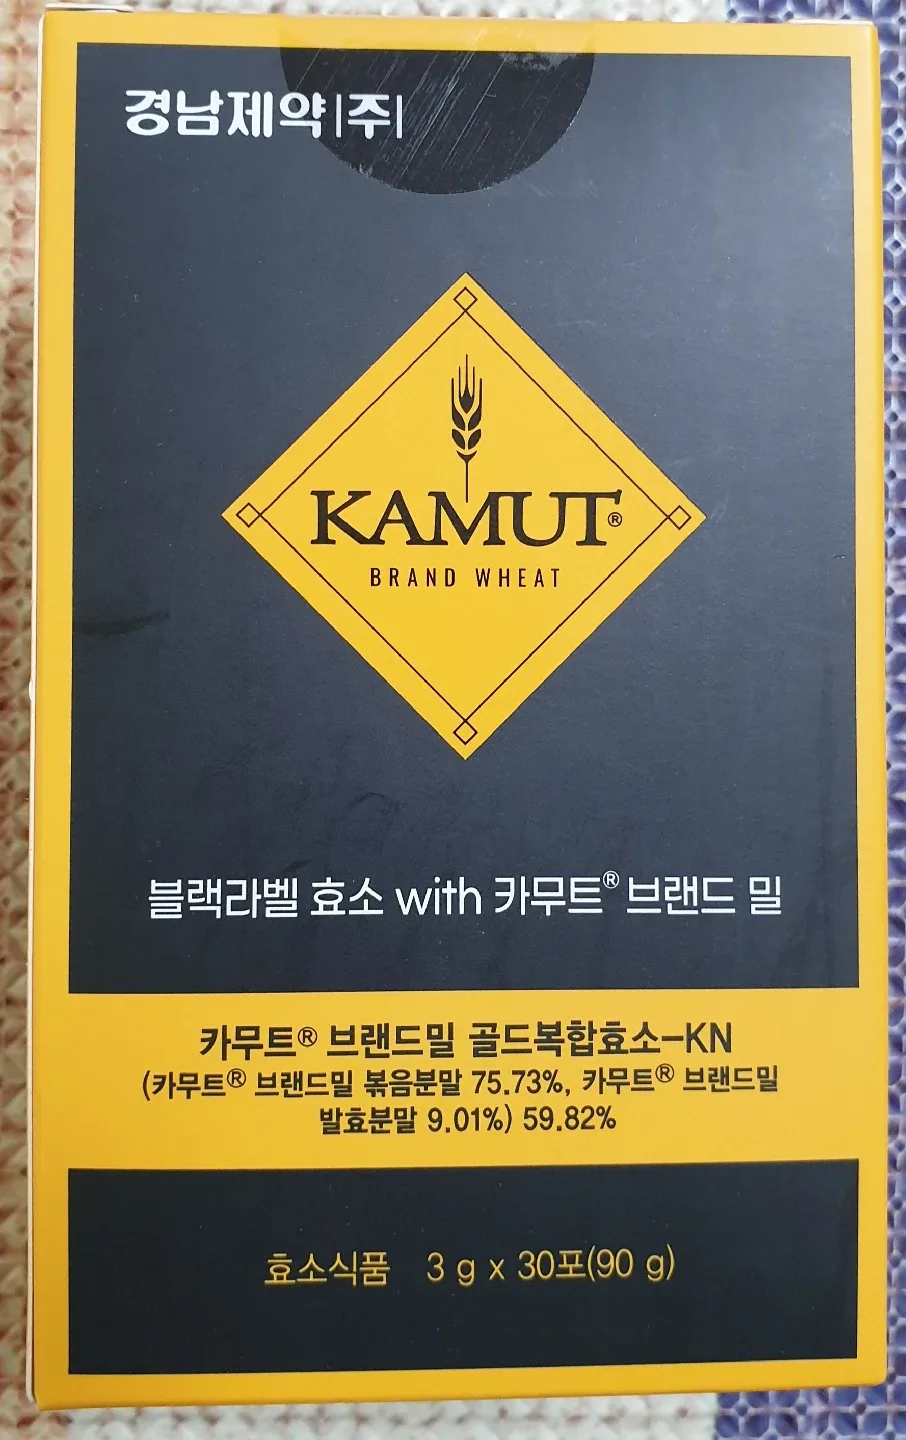 경남제약|주|
KAMUT®
BRAND WHEAT
블랙라벨 효소 with 카무트® 브랜드 밀
카무트® 브랜드밀 골드복합효소-KN
(카무트® 브랜드밀 볶음분말 75.73%, 카무트® 브랜드밀
발효분말 9.01%) 59.82%
효소식품 3 g x 30포(90 g)